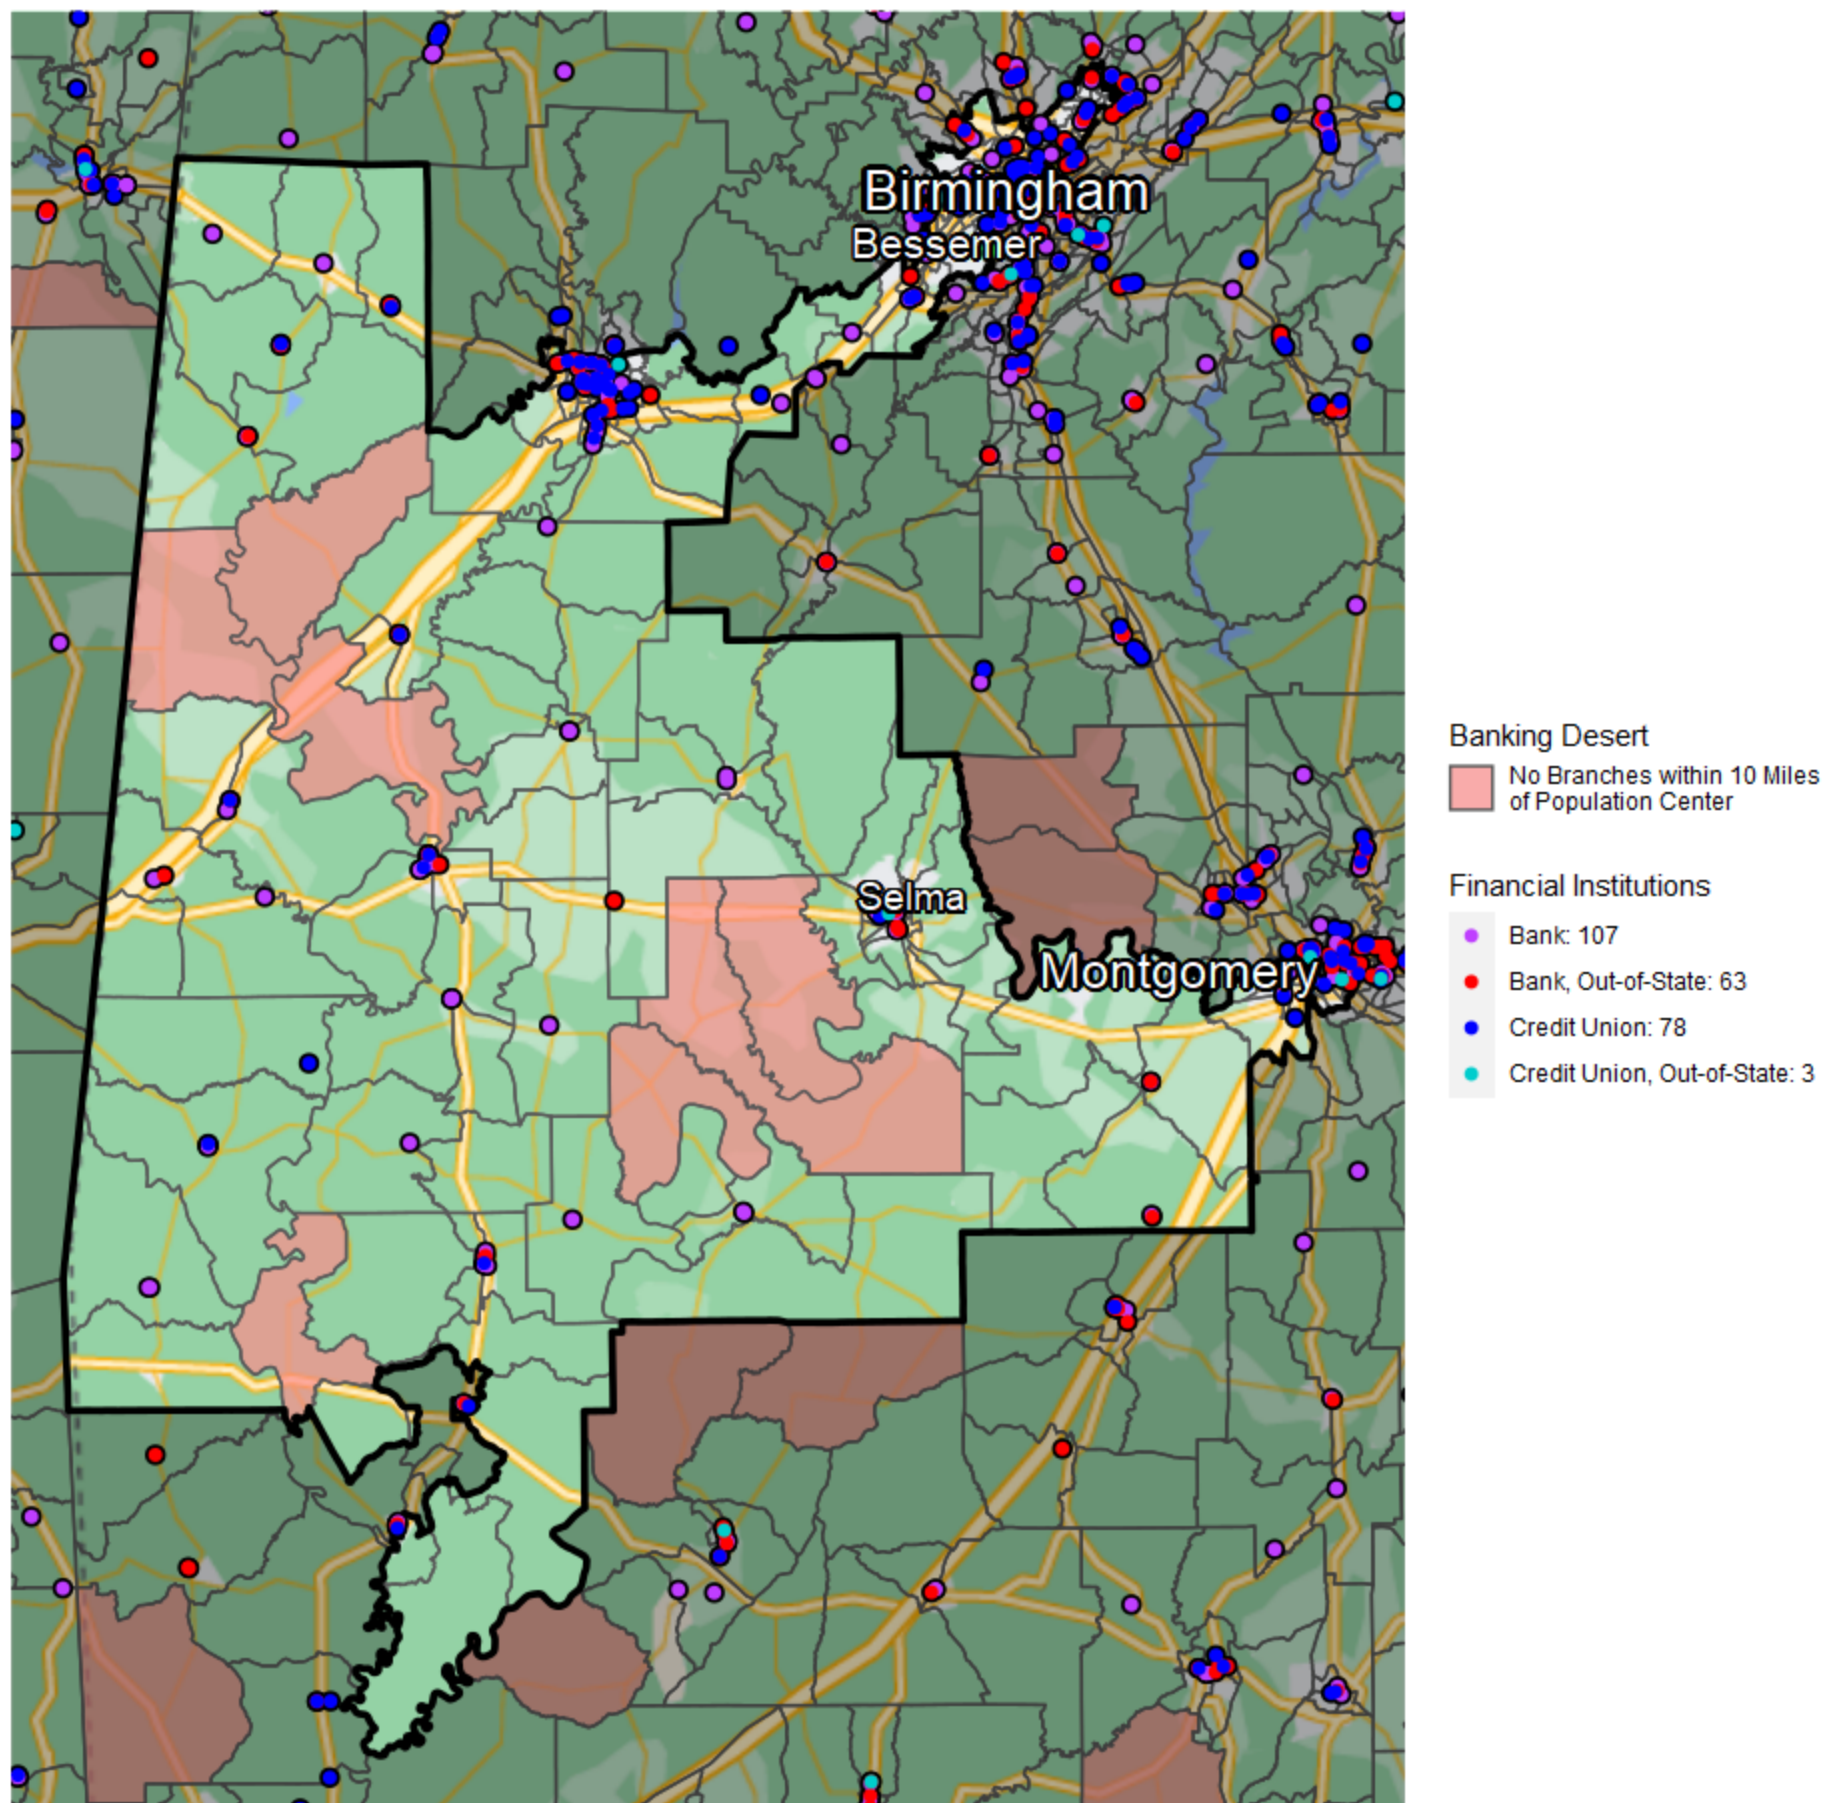 Birmingham
Bessemer
Selma
Montgomery
Banking Desert
No Branches within 10 Miles
of Population Center
Financial Institutions
Bank: 107
Bank, Out-of-State: 63
Credit Union: 78
Credit Union, Out-of-State: 3